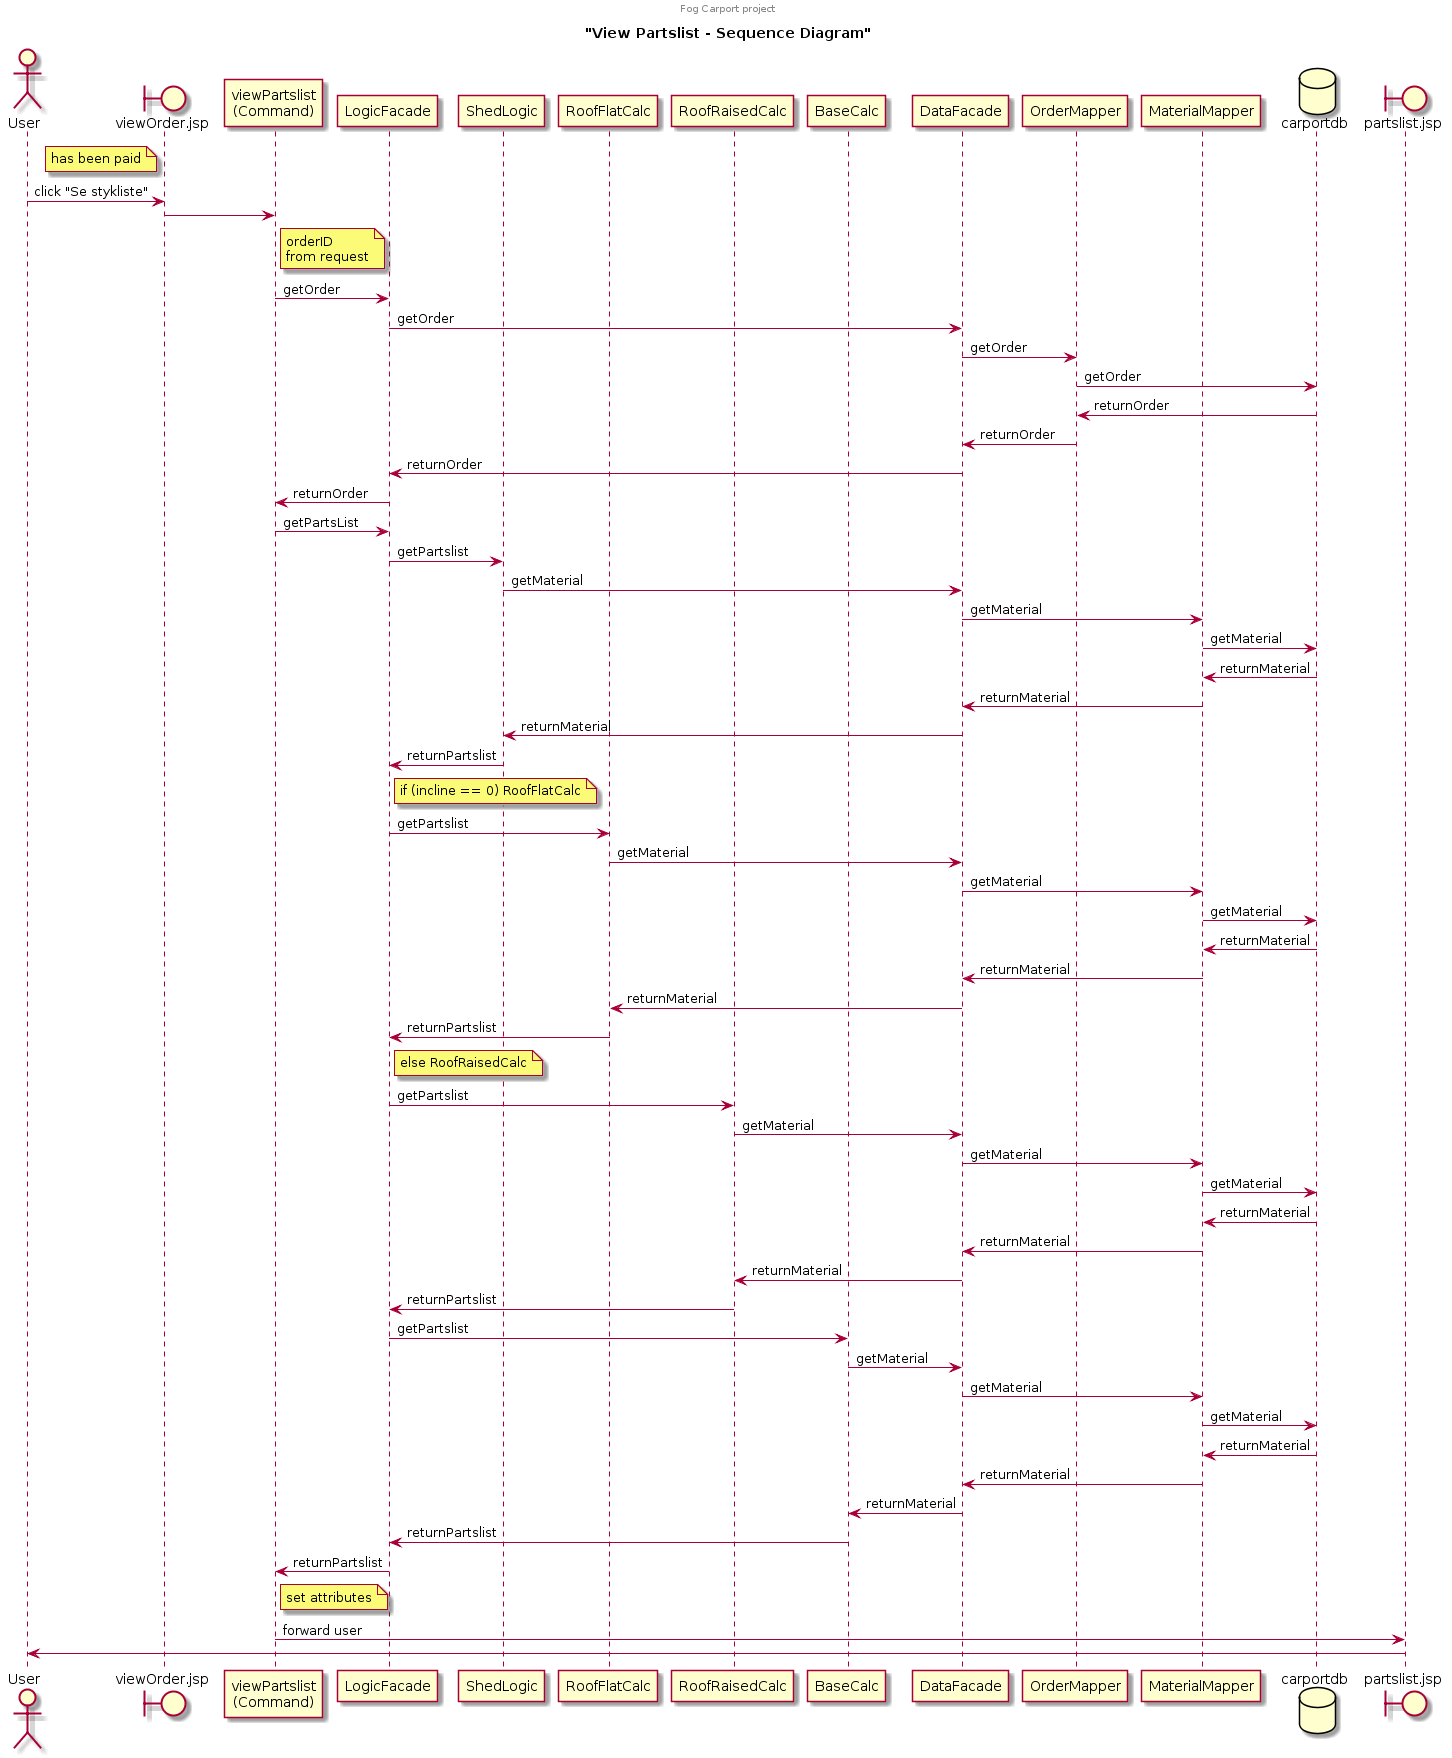 Fog Carport project
"View Partslist - Sequence Diagram"
User
viewOrder.jsp
viewPartslist
(Command)
LogicFacade
ShedLogic
RoofFlatCalc
RoofRaisedCalc
BaseCalc
DataFacade
OrderMapper
MaterialMapper
carportdb
partslist.jsp
has been paid
click "Se stykliste"
orderID
from request
getOrder
getOrder
getOrder
getOrder
returnOrder
returnOrder
returnOrder
returnOrder
getPartsList
getPartslist
getMaterial
getMaterial
getMaterial
returnMaterial
returnMaterial
returnMaterial
returnPartslist
if (incline == 0) RoofFlatCalc
getPartslist
getMaterial
getMaterial
getMaterial
returnMaterial
returnMaterial
returnMaterial
returnPartslist
else RoofRaisedCalc
getPartslist
getMaterial
getMaterial
getMaterial
returnMaterial
returnMaterial
returnMaterial
returnPartslist
getPartslist
getMaterial
getMaterial
getMaterial
returnMaterial
returnMaterial
returnMaterial
returnPartslist
returnPartslist
set attributes
forward user
User
viewOrder.jsp
viewPartslist
(Command)
LogicFacade
ShedLogic
RoofFlatCalc
RoofRaisedCalc
BaseCalc
DataFacade
OrderMapper
MaterialMapper
carportdb
partslist.jsp